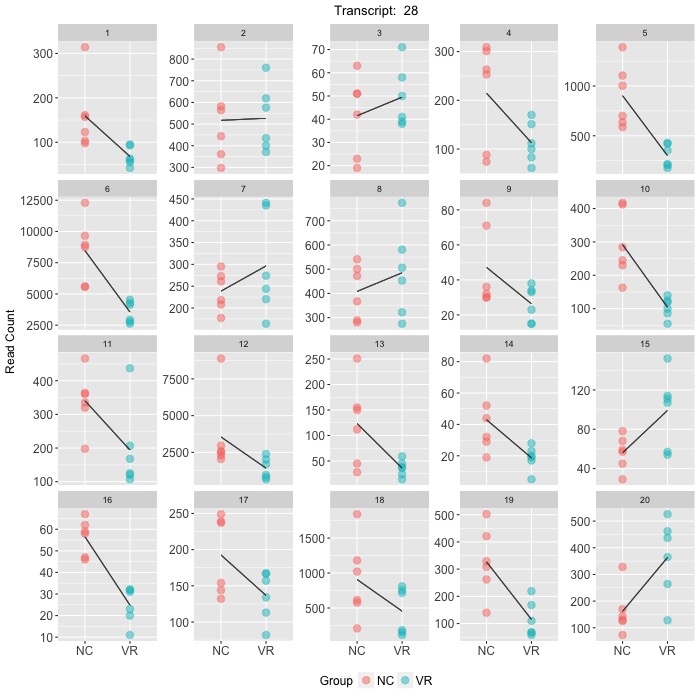 Transcript: 28
1 2 3 4 5
300 200 100
800 700 600 500 400 300
70 60 50 40 30 20
300 200 100
1000 500
6 7 8 9 10
12500 10000 7500 5000 2500
450 400 350 300 250 200
700 600 500 400 300
80 60 40 20
400 300 200 100
Read Count
11 12 13 14 15
400 300 200 100
7500 5000 2500
250 200 150 100 50
80 60 40 20
120 80 40
16 17 18 19 20
60 50 40 30 20 10
250 200 150 100
1500 1000 500
500 400 300 200 100
500 400 300 200 100
NC VR NC VR NC VR NC VR NC VR
Group NC VR